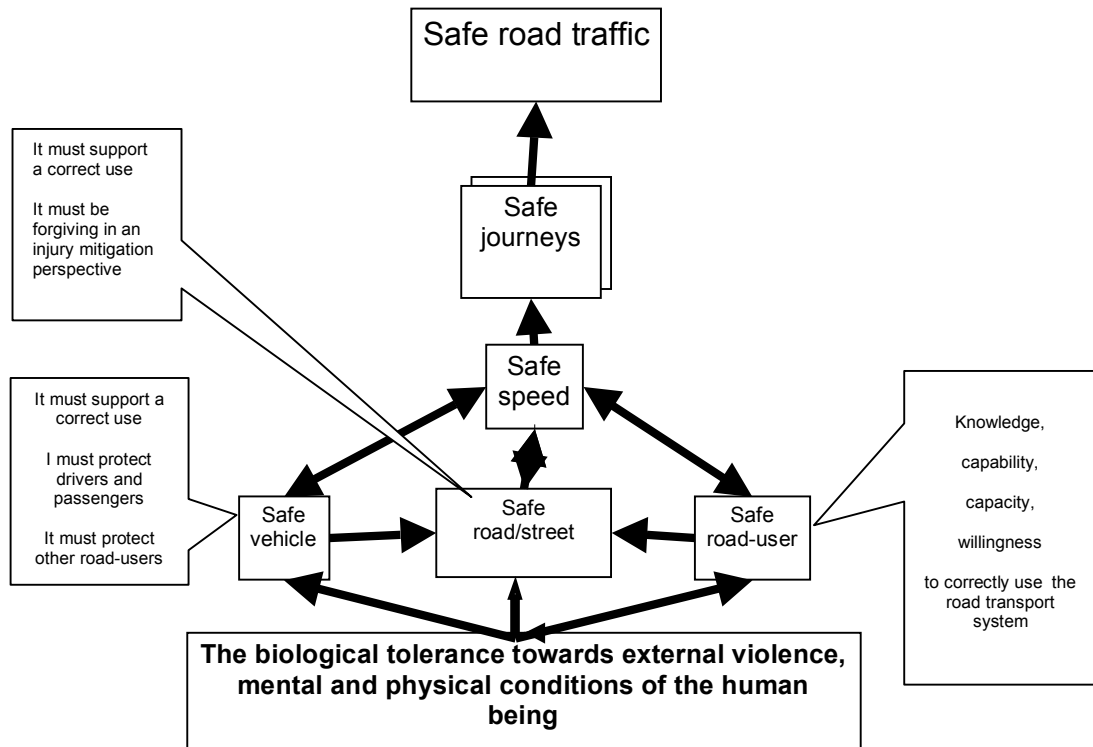 Safe road traffic
It must support
a correct use
It must be
forgiving in an
injury mitigation
perspective
Safe
journeys
Safe
speed
It must support a
correct use
I must protect
drivers and
passengers
It must protect
other road-users
Safe
vehicle
Safe
road/street
Safe
road-user
Knowledge,
capability,
capacity,
willingness
to correctly use the
road transport
system
The biological tolerance towards external violence,
mental and physical conditions of the human
being